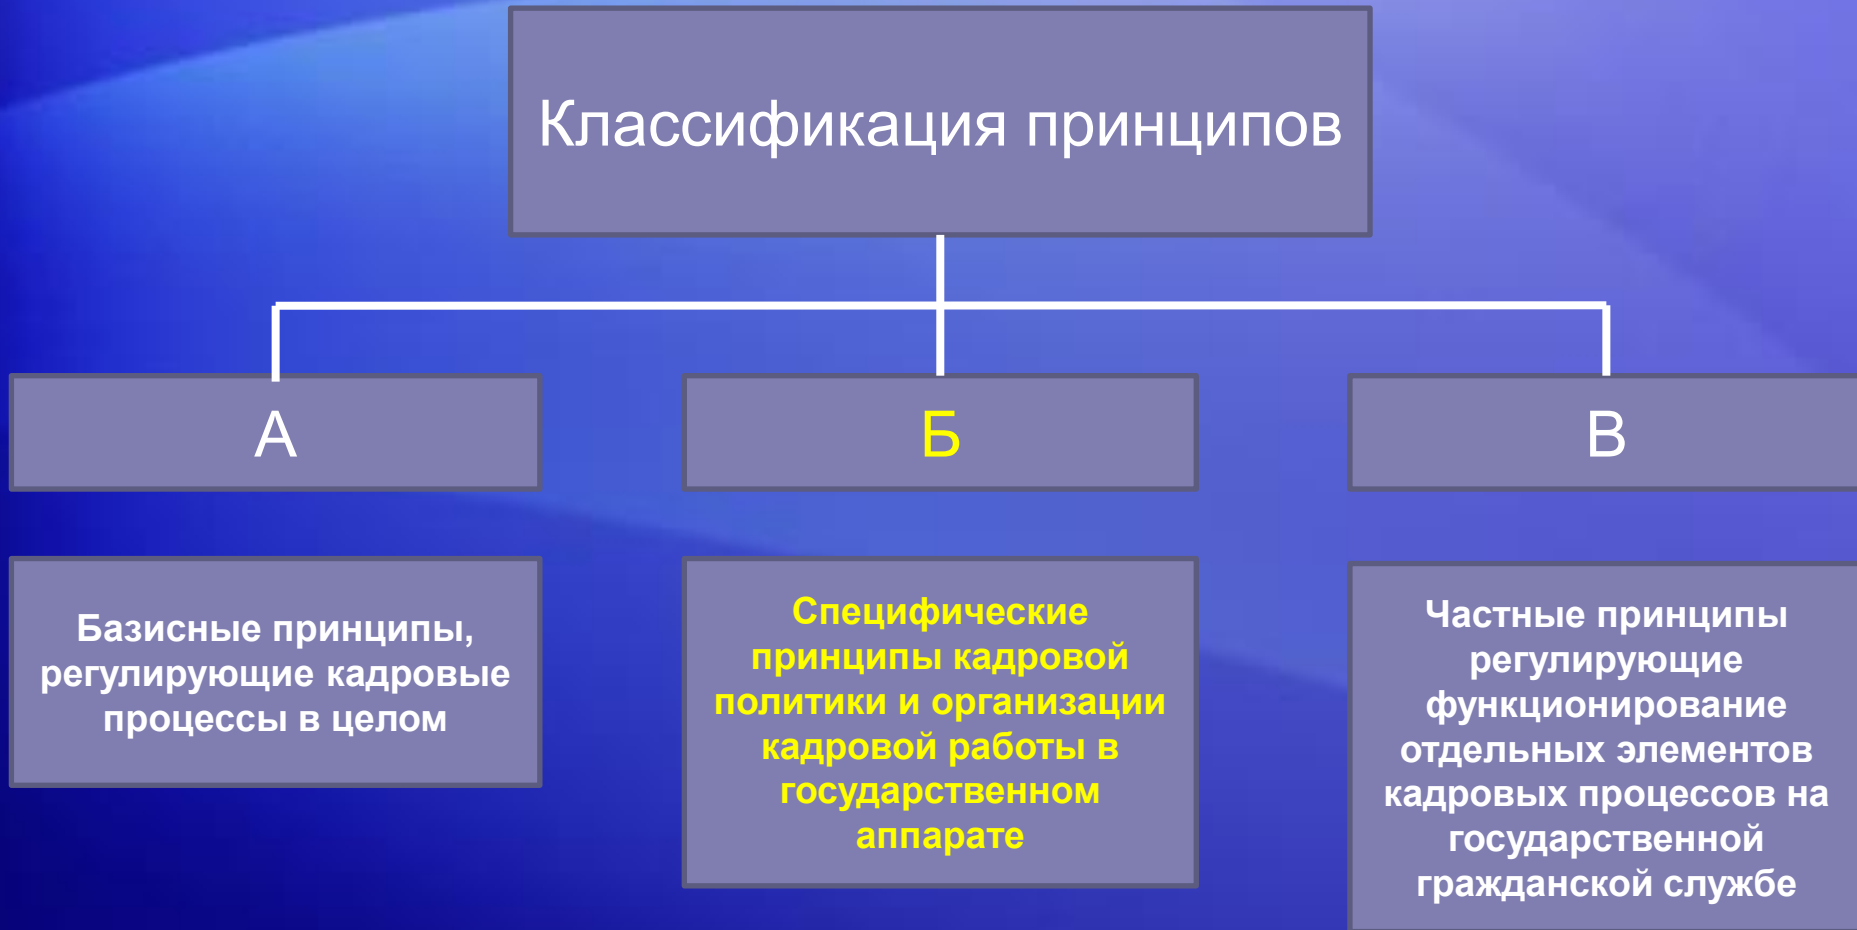 Классификация принципов
А
Б
В
Базисные принципы,
регулирующие кадровые
процессы в целом
Специфические
принципы кадровой
политики и организации
кадровой работы в
государственном
аппарате
Частные принципы
регулирующие
функционирование
отдельных элементов
кадровых процессов на
государственной
гражданской службе